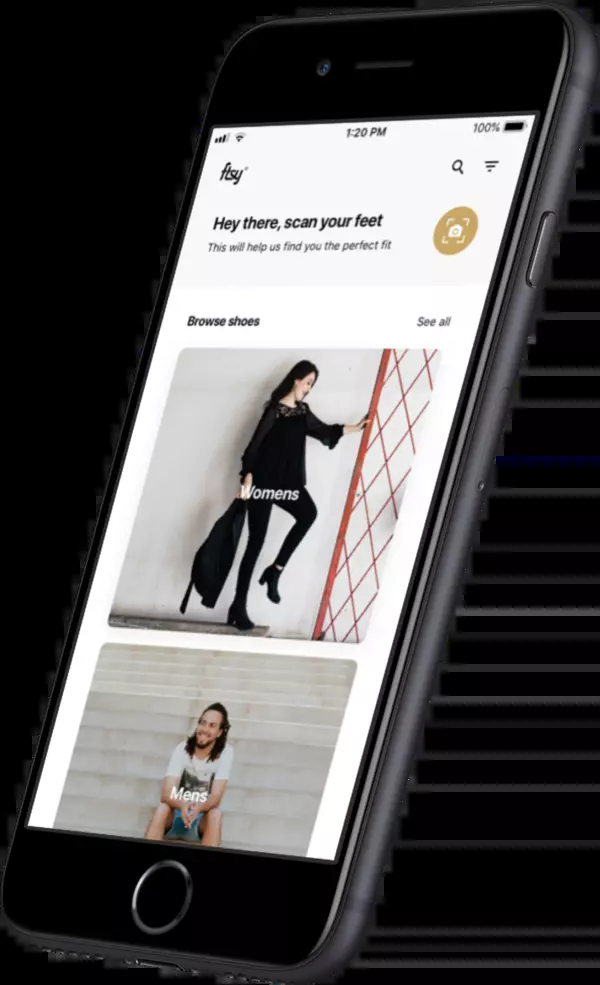 1:20 PM
100%
ftsy
Hey there, scan your feet
This will help us find you the perfect fit
Browse shoes
See all
Womens
Mens